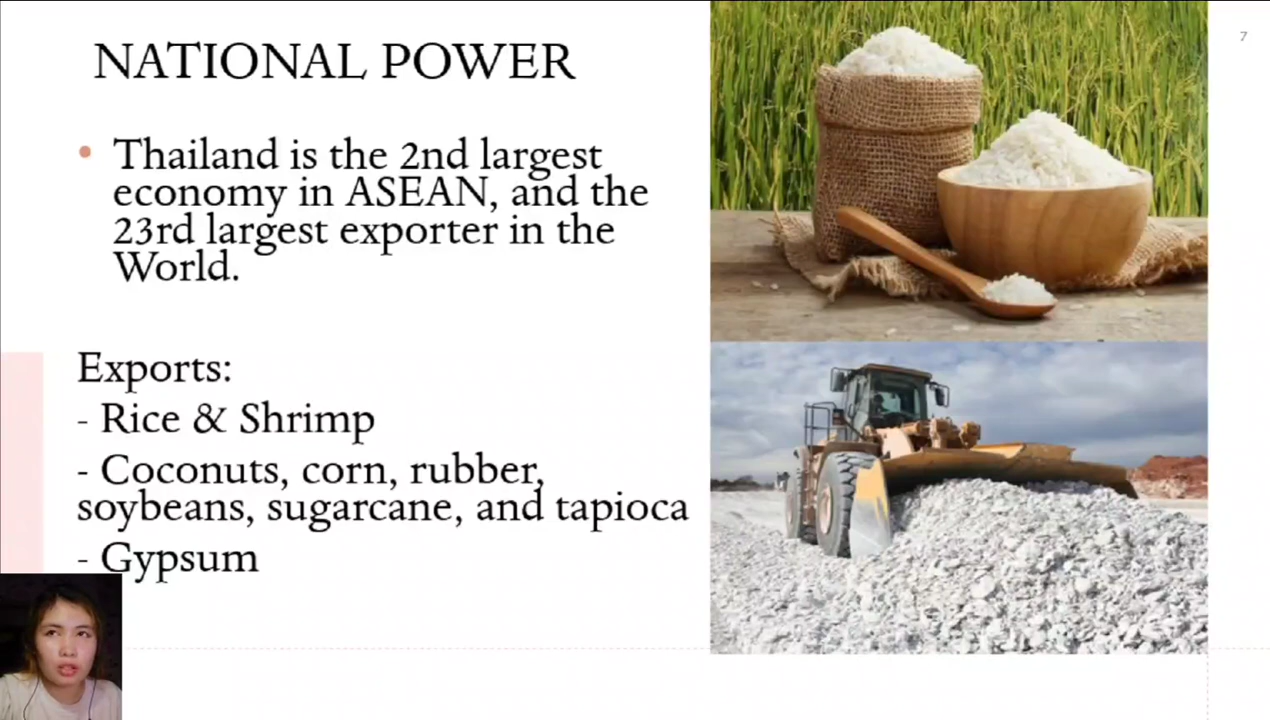 NATIONAL POWER
7
• Thailand is the 2nd largest
economy in ASEAN, and the
23rd largest exporter in the
World.
Exports:
- Rice & Shrimp
- Coconuts, corn, rubber,
soybeans, sugarcane, and tapioca
- Gypsum